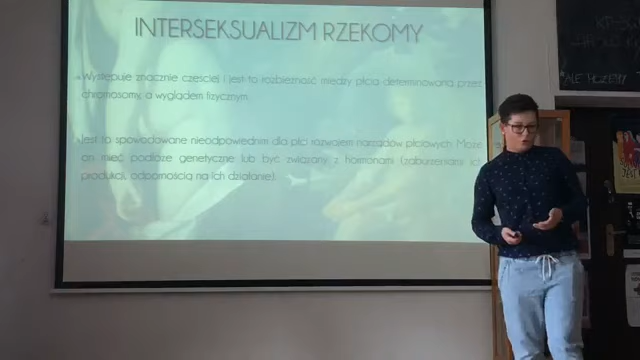 INTERSEKSUALIZM RZEKOMY
Występuje znacznie częściej i jest to rozbieżność między płcią determinowaną przez
chromosomy, a wyglądem fizycznym.
Jest to spowodowane nieodpowiednim dla płci rozwojem narządów płciowych. Może
on mieć podłoże genetyczne lub być związany z hormonami (zaburzeniami ich
produkcji, odpornością na ich działanie).